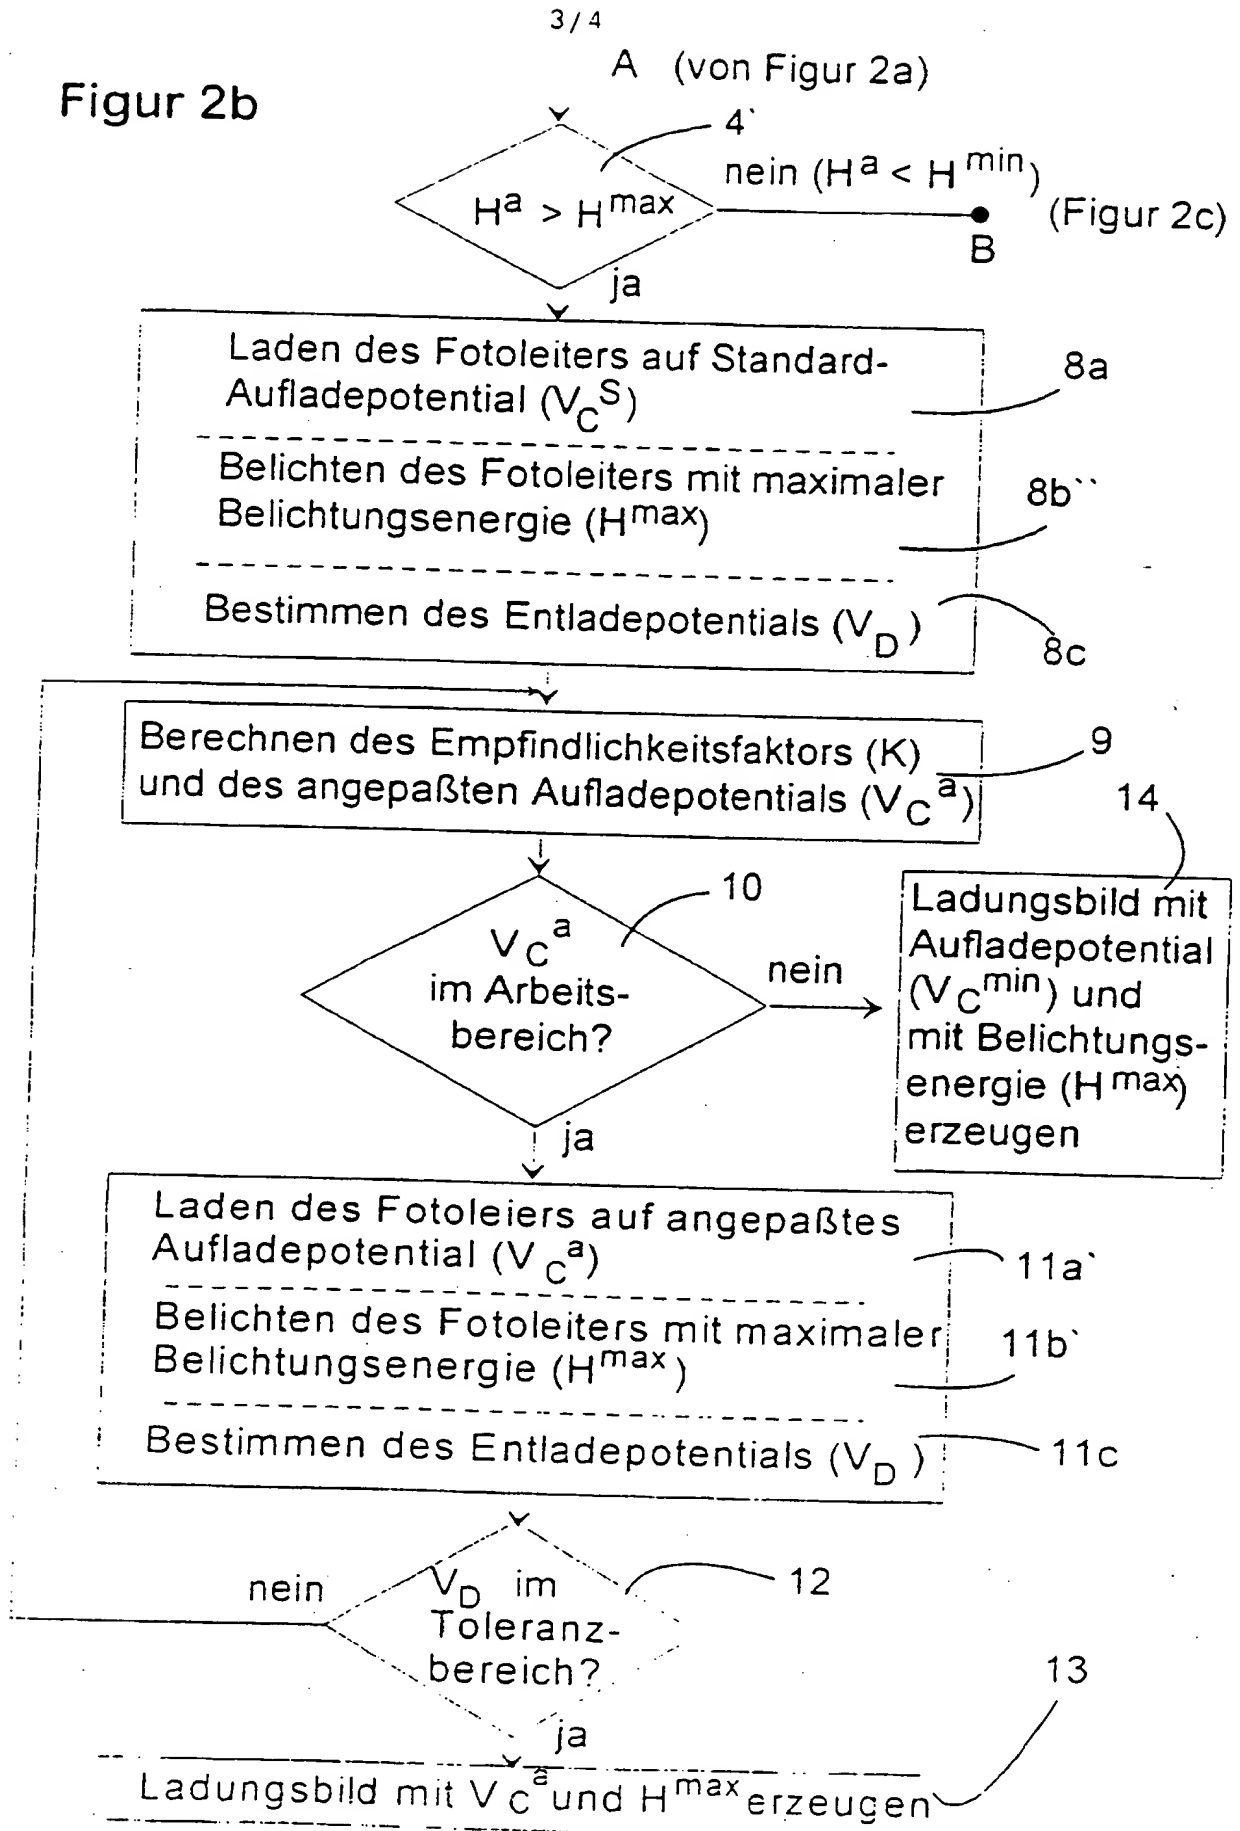 3/4
A (von Figur 2a)
Figur 2b
4`
nein (H^a < H^min)
H^a > H^max
(Figur 2c)
B
ja
Laden des Fotoleiters auf Standard-
Aufladepotential (V_C^S)
8a
Belichten des Fotoleiters mit maximaler
Belichtungsenergie (H^max)
8b``
Bestimmen des Entladepotentials (V_D)
8c
Berechnen des Empfindlichkeitsfaktors (K)
und des angepaßten Aufladepotentials (V_C^a)
9
14
10
V_C^a
im Arbeits-
bereich?
nein
Ladungsbild mit
Aufladepotential
(V_C^min) und
mit Belichtungs-
energie (H^max)
erzeugen
ja
Laden des Fotoleiers auf angepaßtes
Aufladepotential (V_C^a)
11a`
Belichten des Fotoleiters mit maximaler
Belichtungsenergie (H^max)
11b`
Bestimmen des Entladepotentials (V_D)
11c
nein
V_D im
Toleranz-
bereich?
12
ja
13
Ladungsbild mit V_C^a und H^max erzeugen